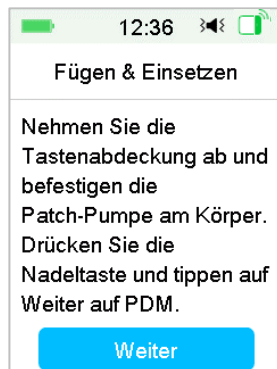 12:36
Fügen & Einsetzen
Nehmen Sie die
Tastenabdeckung ab und
befestigen die
Patch-Pumpe am Körper.
Drücken Sie die
Nadeltaste und tippen auf
Weiter auf PDM.
Weiter